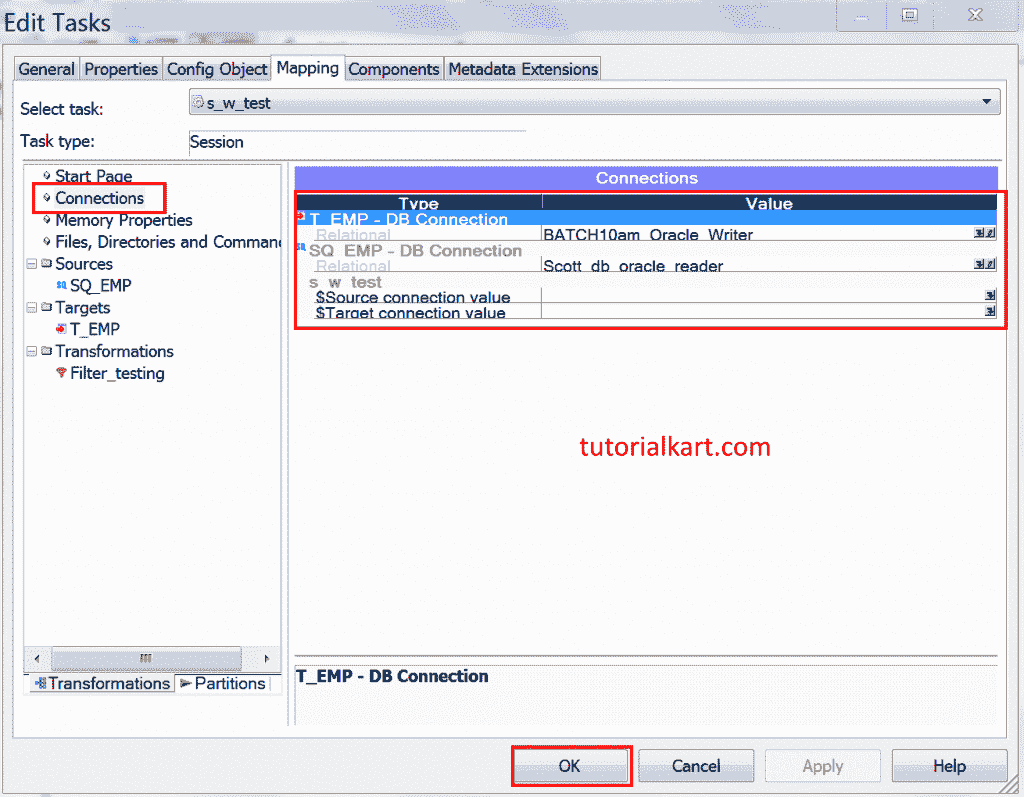 Edit Tasks
General Properties Config Object Mapping Components Metadata Extensions
Select task: s_w_test
Task type: Session
Start Page
Connections
Memory Properties
Files, Directories and Comman
Sources
SQ_EMP
Targets
T_EMP
Transformations
Filter_testing
Transformations Partitions
Connections
Type Value
T_EMP - DB Connection
Relational BATCH10am_Oracle_Writer
SQ_EMP - DB Connection
Relational Scott_db_oracle_reader
s_w_test
$Source connection value
$Target connection value
tutorialkart.com
T_EMP - DB Connection
OK Cancel Apply Help